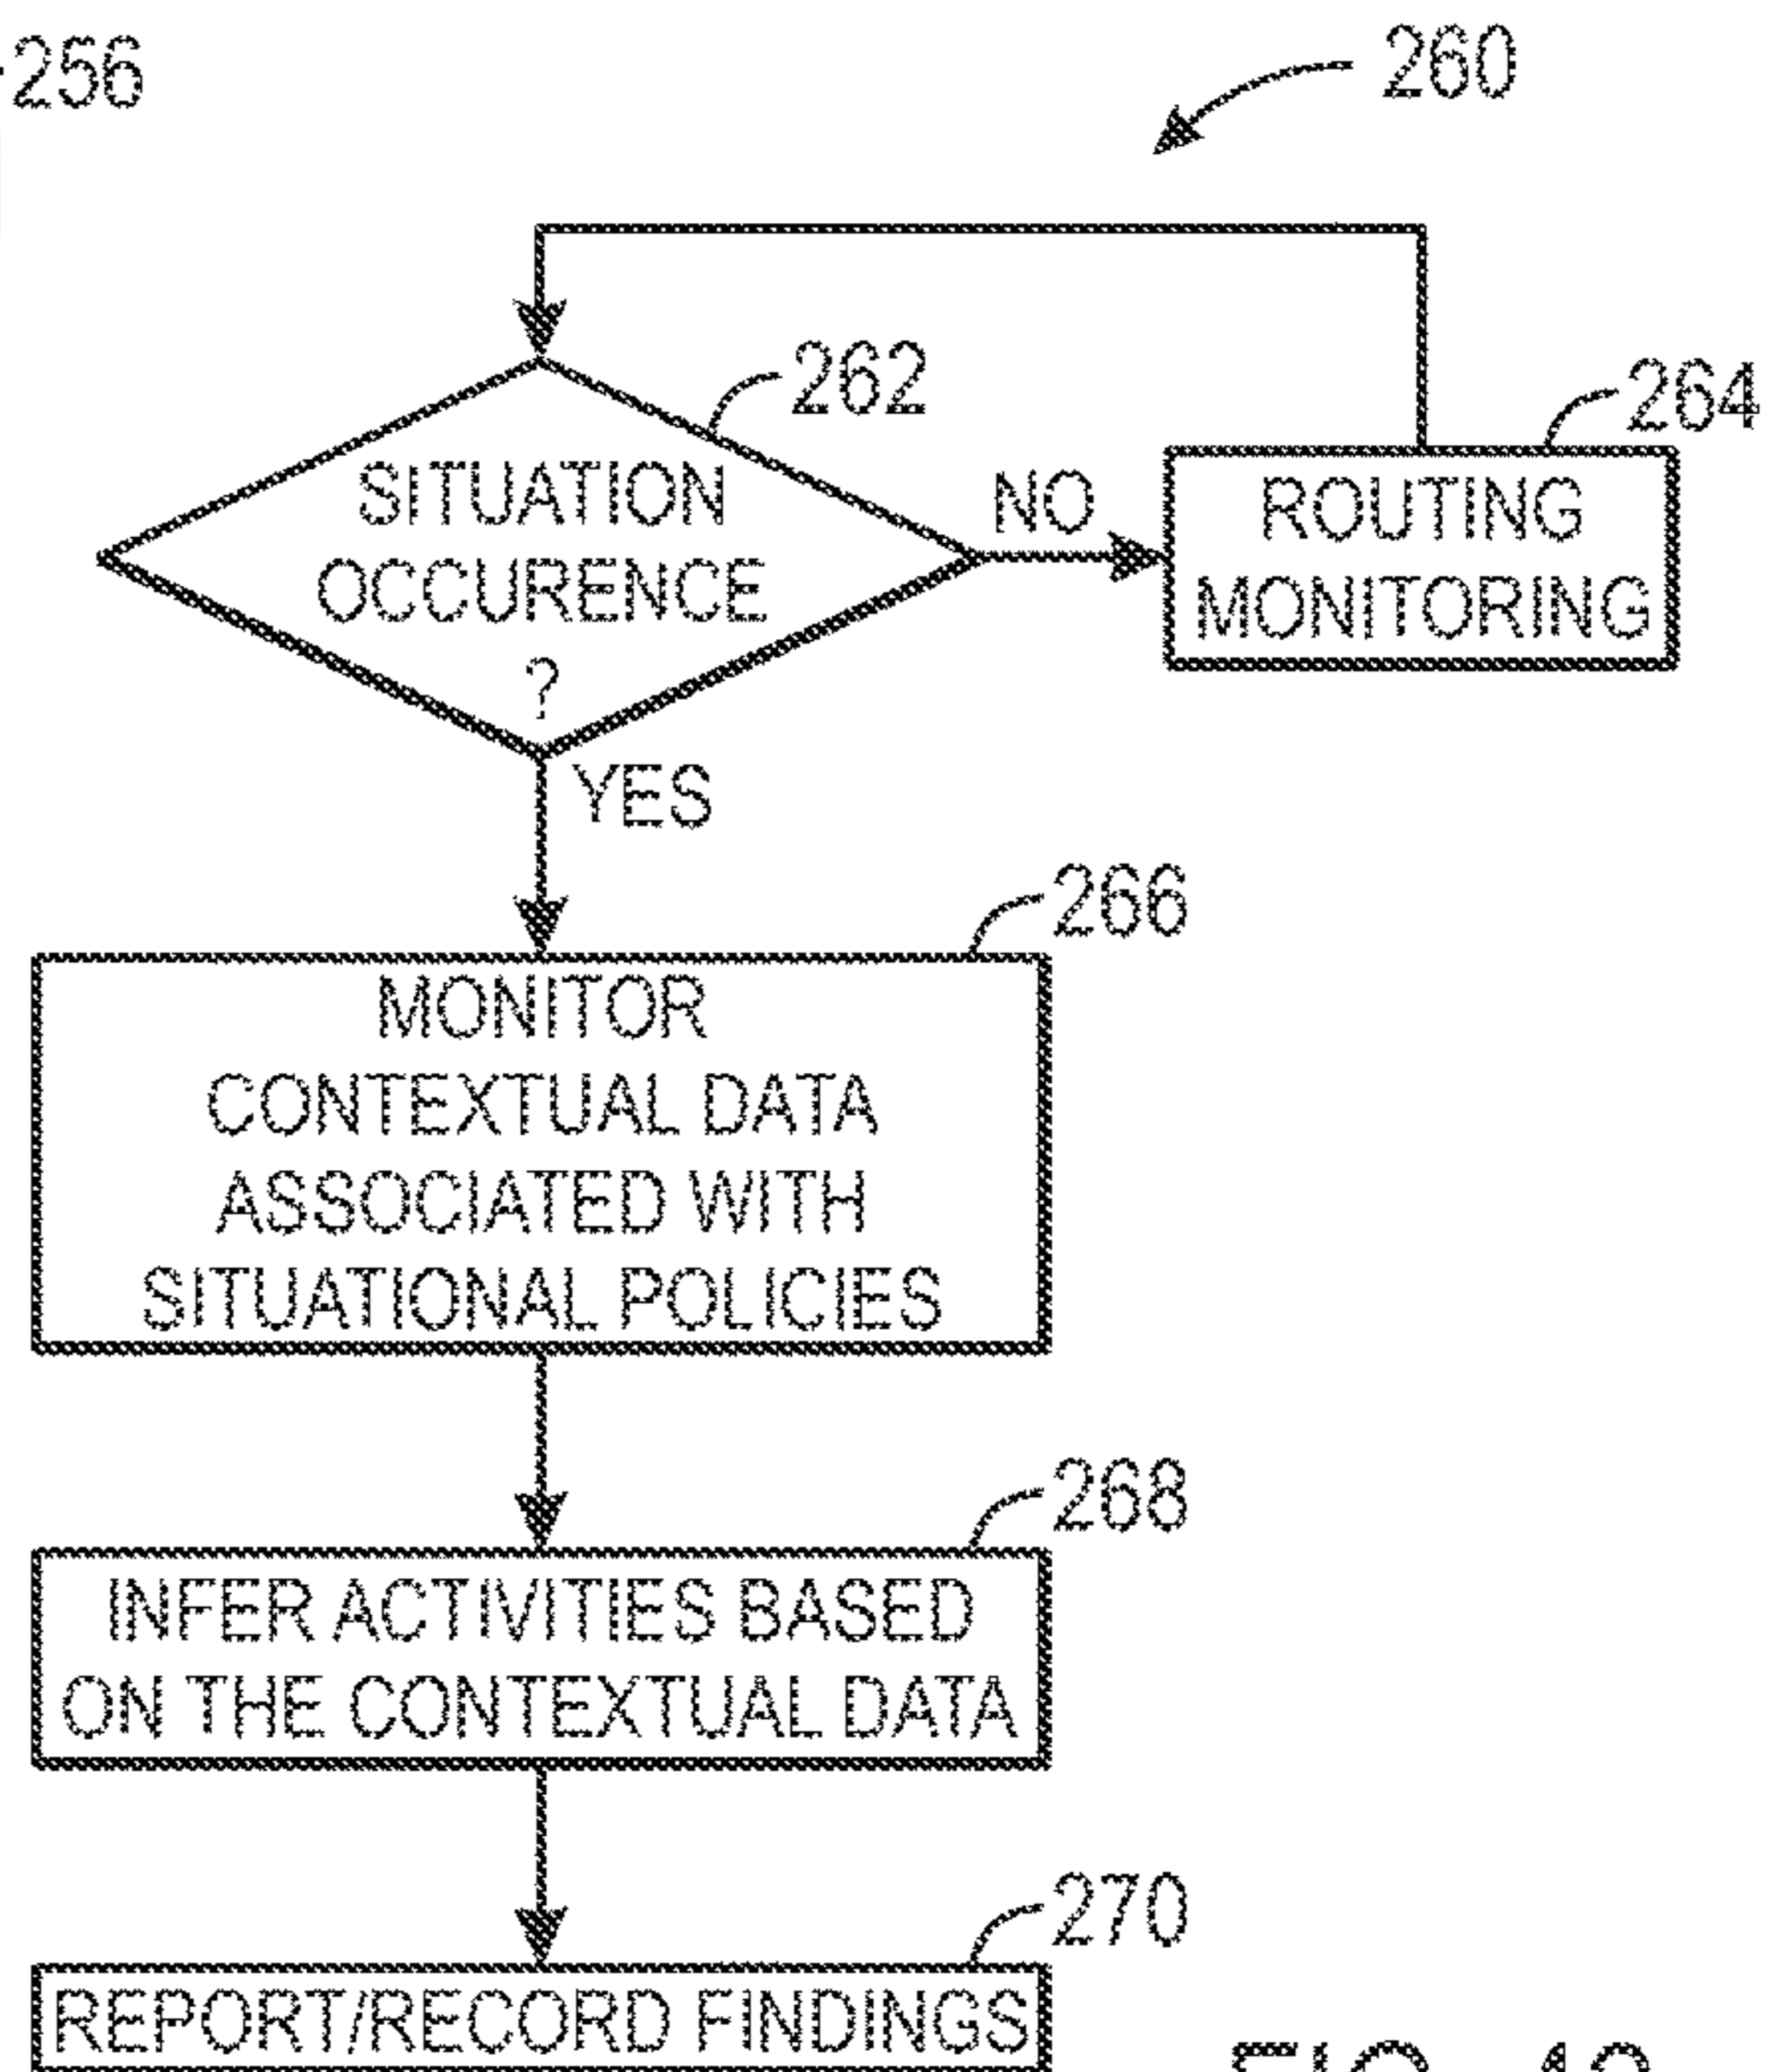 256
260
262
264
SITUATION
OCCURENCE
?
NO
ROUTING
MONITORING
YES
266
MONITOR
CONTEXTUAL DATA
ASSOCIATED WITH
SITUATIONAL POLICIES
268
INFER ACTIVITIES BASED
ON THE CONTEXTUAL DATA
270
REPORT/RECORD FINDINGS